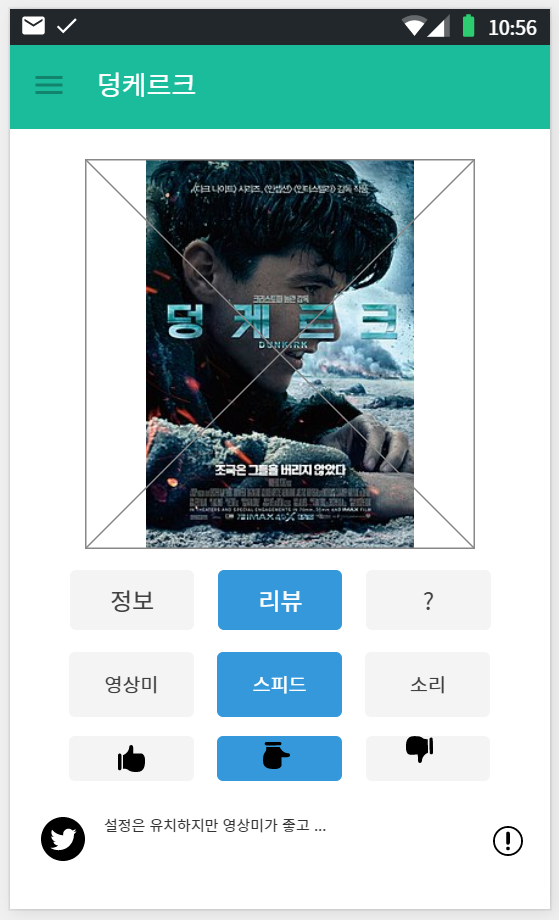 10:56
덩케르크
〈다크 나이트〉 시리즈, 〈인셉션〉 〈인터스텔라〉 감독 작품
크리스토퍼 놀란 감독
덩 케 르 크
DUNKIRK
조국은 그들을 버리지 않았다
IN THEATERS AND SPECIAL ENGAGEMENTS IN 70MM, 35MM AND IMAX FILM
정보 리뷰 ?
영상미 스피드 소리
설정은 유치하지만 영상미가 좋고 ...